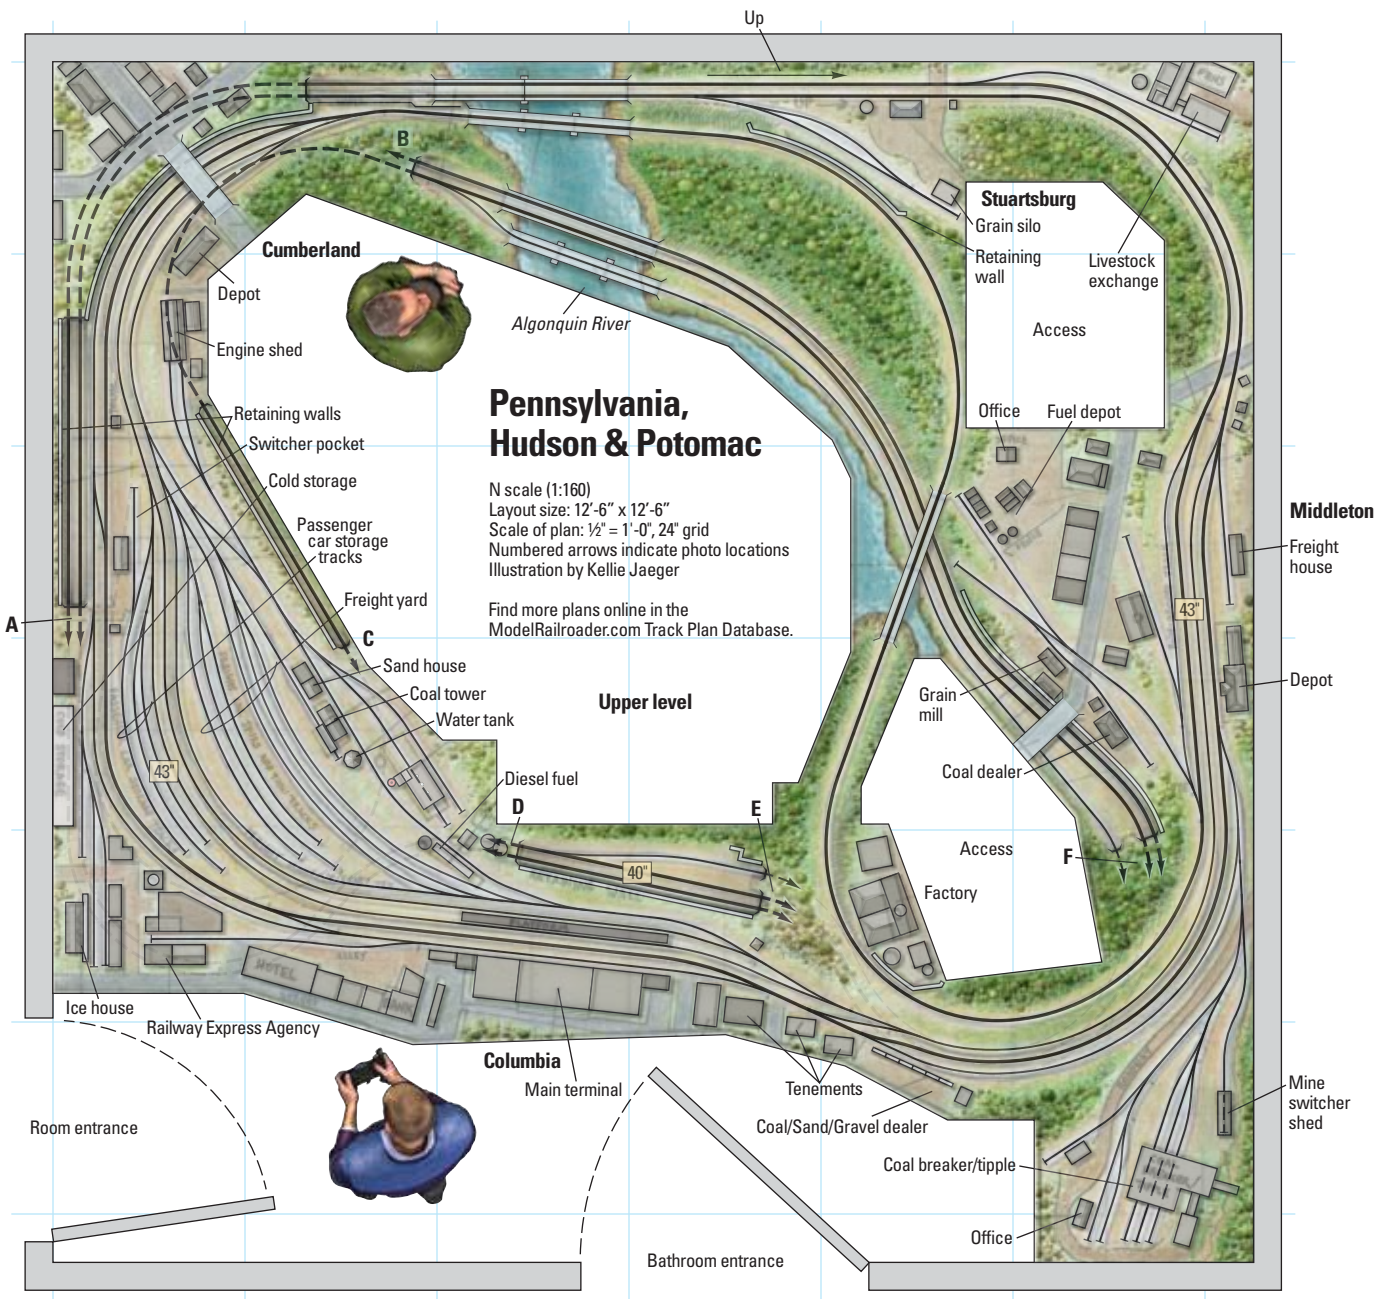 Up
B
Stuartsburg
Grain silo
Retaining
wall
Livestock
exchange
Access
Cumberland
Depot
Algonquin River
Engine shed
Retaining walls
Switcher pocket
Cold storage
Passenger
car storage
tracks
Freight yard
Pennsylvania,
Hudson & Potomac
N scale (1:160)
Layout size: 12'-6" x 12'-6"
Scale of plan: ½" = 1'-0", 24" grid
Numbered arrows indicate photo locations
Illustration by Kellie Jaeger
Find more plans online in the
ModelRailroader.com Track Plan Database.
Office
Fuel depot
Middleton
Freight
house
43"
A
C
Sand house
Coal tower
Water tank
Upper level
Grain
mill
Depot
Coal dealer
43"
Diesel fuel
D
E
40"
Access
F
Factory
PLATFORM
HOTEL
Ice house
Railway Express Agency
Columbia
Main terminal
Tenements
Coal/Sand/Gravel dealer
Mine
switcher
shed
Room entrance
Coal breaker/tipple
Office
Bathroom entrance